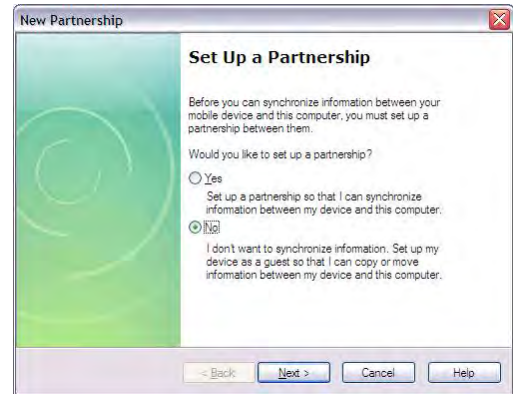 New Partnership
Set Up a Partnership
Before you can synchronize information between your
mobile device and this computer, you must set up a
partnership between them.
Would you like to set up a partnership?
Yes
Set up a partnership so that I can synchronize
information between my device and this computer.
No
I don't want to synchronize information. Set up my
device as a guest so that I can copy or move
information between my device and this computer.
< Back
Next >
Cancel
Help